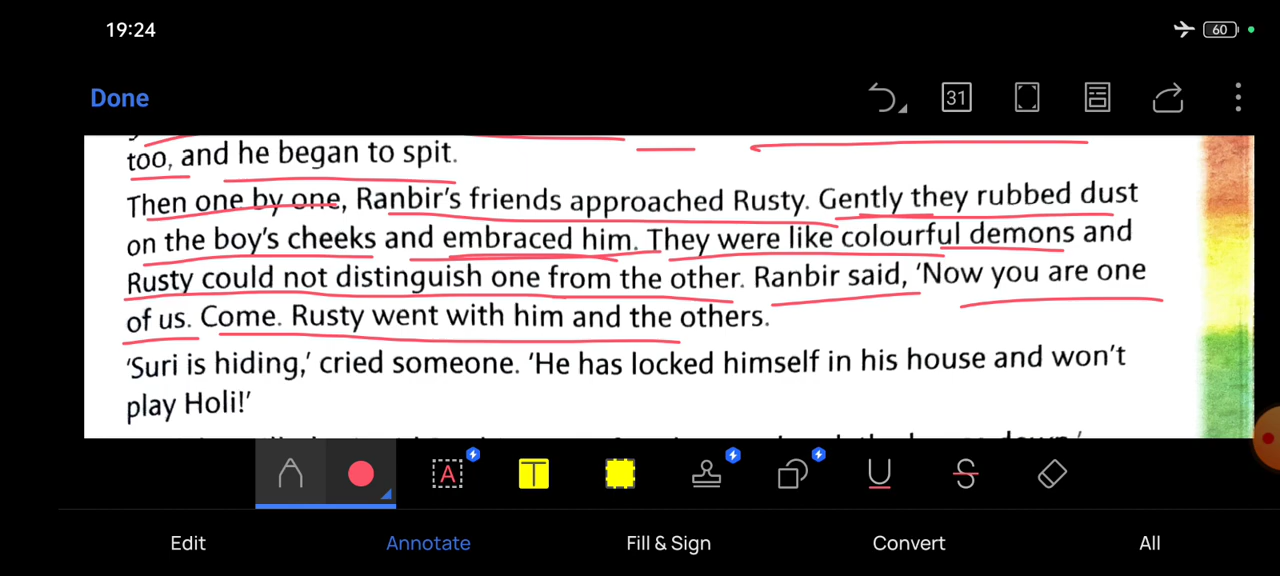 19:24
60
Done
31
too, and he began to spit.
Then one by one, Ranbir's friends approached Rusty. Gently they rubbed dust
on the boy's cheeks and embraced him. They were like colourful demons and
Rusty could not distinguish one from the other. Ranbir said, 'Now you are one
of us. Come. Rusty went with him and the others.
'Suri is hiding,' cried someone. 'He has locked himself in his house and won't
play Holi!'
A
T
U
S
Edit
Annotate
Fill & Sign
Convert
All